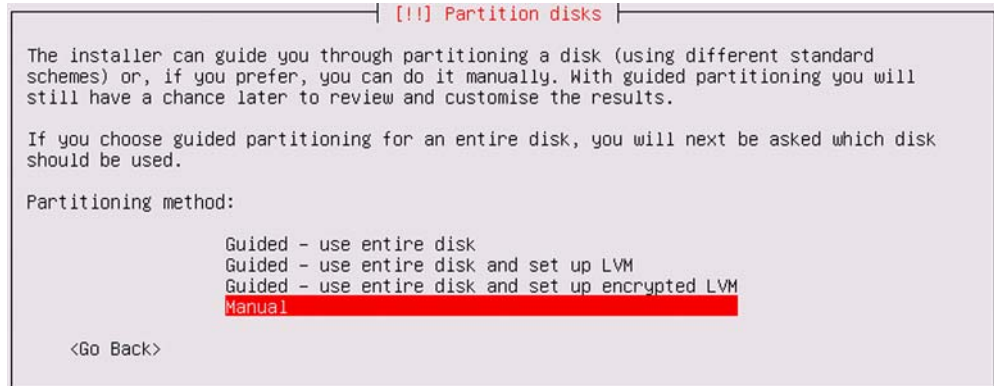 [!!] Partition disks
The installer can guide you through partitioning a disk (using different standard
schemes) or, if you prefer, you can do it manually. With guided partitioning you will
still have a chance later to review and customise the results.
If you choose guided partitioning for an entire disk, you will next be asked which disk
should be used.
Partitioning method:
Guided – use entire disk
Guided – use entire disk and set up LVM
Guided – use entire disk and set up encrypted LVM
Manual
<Go Back>